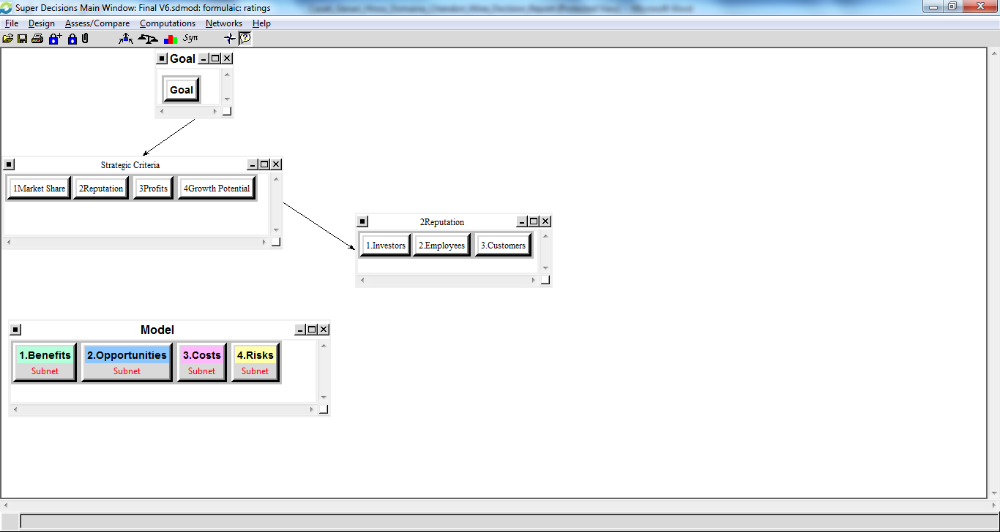 Super Decisions Main Window: Final V6.sdmod: formulaic: ratings
File Design Assess/Compare Computations Networks Help
Syn
Goal
Goal
Strategic Criteria
1Market Share 2Reputation 3Profits 4Growth Potential
2Reputation
1.Investors 2.Employees 3.Customers
Model
1.Benefits 2.Opportunities 3.Costs 4.Risks
Subnet Subnet Subnet Subnet